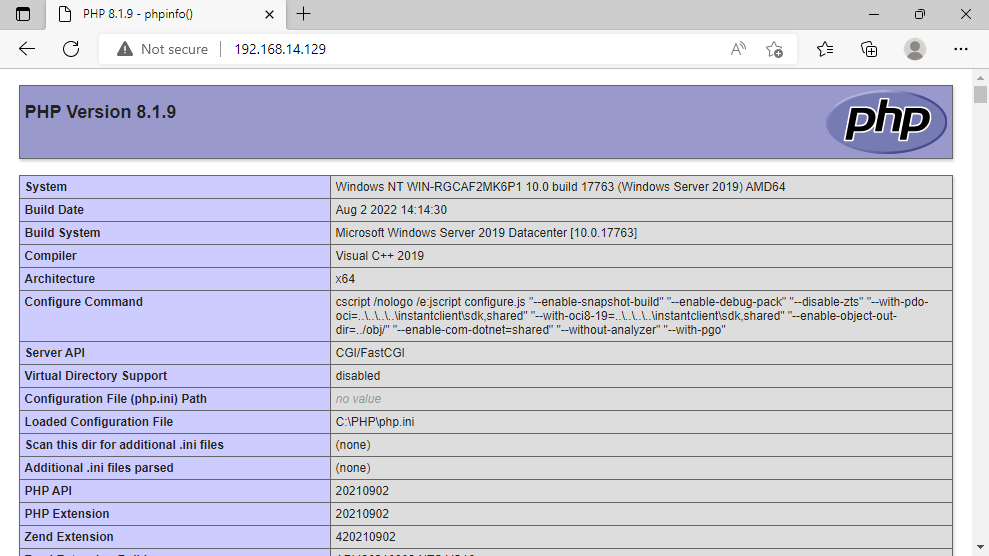 PHP 8.1.9 - phpinfo()
Not secure 192.168.14.129
PHP Version 8.1.9
php
System Windows NT WIN-RGCAF2MK6P1 10.0 build 17763 (Windows Server 2019) AMD64
Build Date Aug 2 2022 14:14:30
Build System Microsoft Windows Server 2019 Datacenter [10.0.17763]
Compiler Visual C++ 2019
Architecture x64
Configure Command cscript /nologo /e:jscript configure.js "--enable-snapshot-build" "--enable-debug-pack" "--disable-zts" "--with-pdo-
oci=..\..\..\..\instantclient\sdk,shared" "--with-oci8-19=..\..\..\..\instantclient\sdk,shared" "--enable-object-out-
dir=../obj/" "--enable-com-dotnet=shared" "--without-analyzer" "--with-pgo"
Server API CGI/FastCGI
Virtual Directory Support disabled
Configuration File (php.ini) Path no value
Loaded Configuration File C:\PHP\php.ini
Scan this dir for additional .ini files (none)
Additional .ini files parsed (none)
PHP API 20210902
PHP Extension 20210902
Zend Extension 420210902